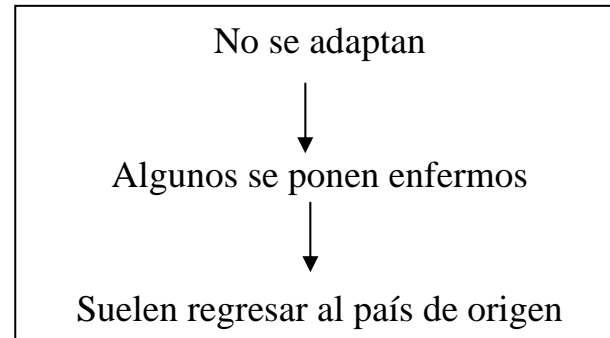 No se adaptan
Algunos se ponen enfermos
Suelen regresar al país de origen